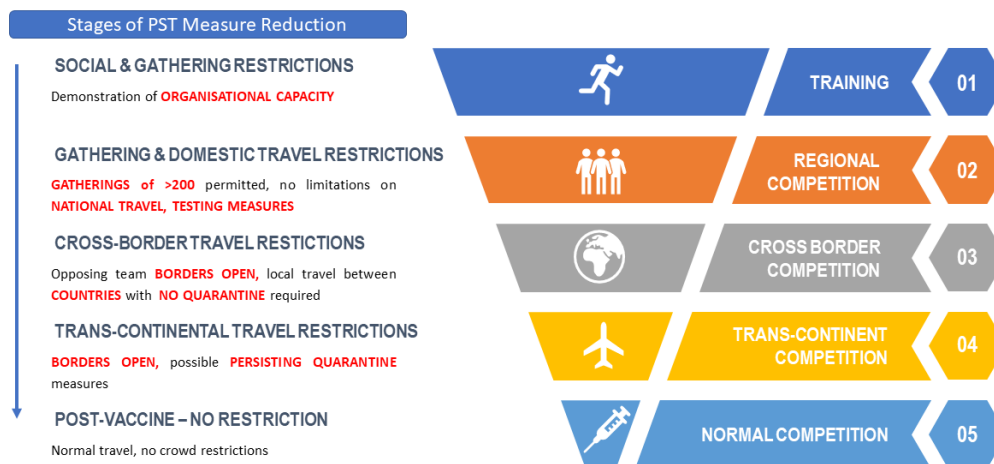 Stages of PST Measure Reduction
SOCIAL & GATHERING RESTRICTIONS
Demonstration of ORGANISATIONAL CAPACITY
TRAINING
01
GATHERING & DOMESTIC TRAVEL RESTRICTIONS
GATHERINGS of >200 permitted, no limitations on
NATIONAL TRAVEL, TESTING MEASURES
REGIONAL
COMPETITION
02
CROSS-BORDER TRAVEL RESTICTIONS
Opposing team BORDERS OPEN, local travel between
COUNTRIES with NO QUARANTINE required
CROSS BORDER
COMPETITION
03
TRANS-CONTINENTAL TRAVEL RESTRICTIONS
BORDERS OPEN, possible PERSISTING QUARANTINE
measures
TRANS-CONTINENT
COMPETITION
04
POST-VACCINE – NO RESTRICTION
Normal travel, no crowd restrictions
NORMAL COMPETITION
05